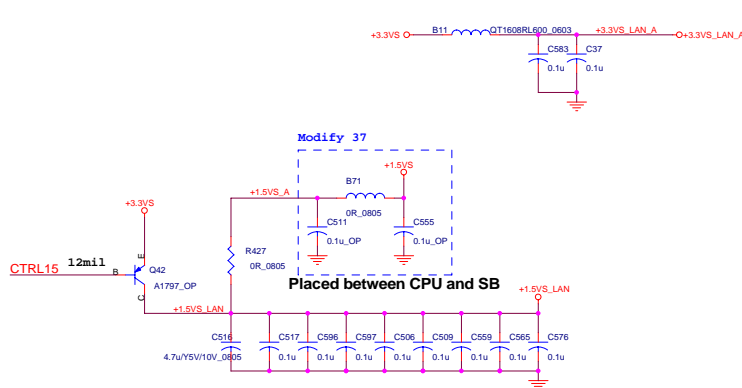 +3.3VS B11 QT1608RL600_0603 +3.3VS_LAN_A +3.3VS_LAN_A
C583 C37
0.1u 0.1u
Modify 37
+1.5VS
B71
+1.5VS_A
0R_0805
C511 C555
0.1u_OP 0.1u_OP
+3.3VS
R427
0R_0805
12mil
CTRL15 B E Q42
A1797_OP
C
Placed between CPU and SB
+1.5VS_LAN
+1.5VS_LAN
C516 C517 C596 C597 C506 C509 C559 C565 C576
4.7u/Y5V/10V_0805 0.1u 0.1u 0.1u 0.1u 0.1u 0.1u 0.1u 0.1u